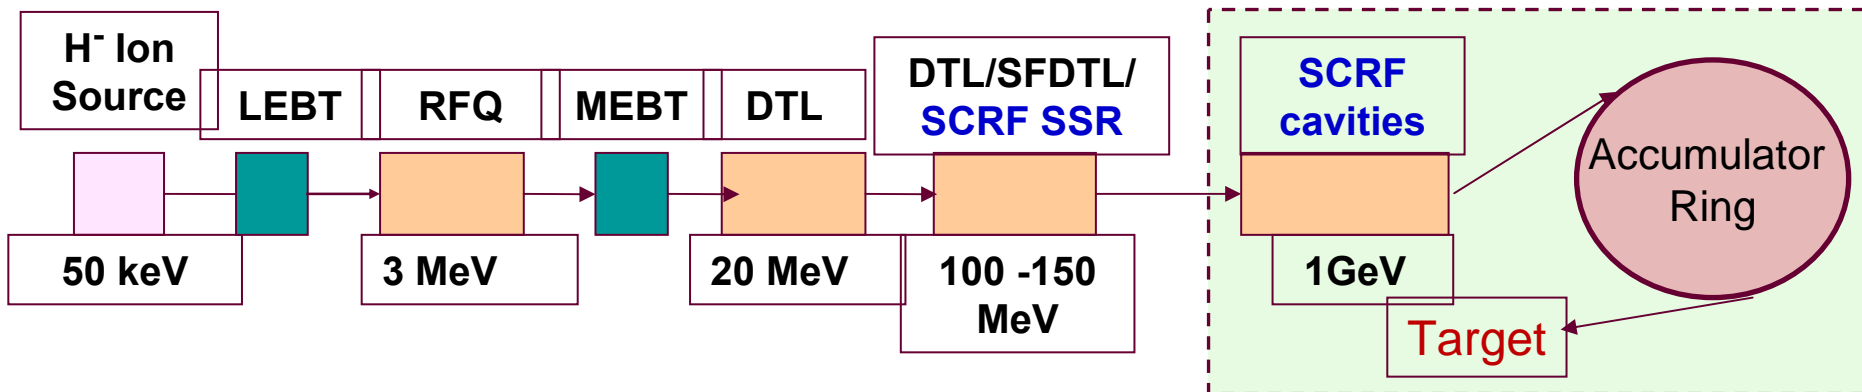 H⁻ Ion
Source
LEBT
RFQ
MEBT
DTL
DTL/SFDTL/
SCRF SSR
SCRF
cavities
Accumulator
Ring
50 keV
3 MeV
20 MeV
100 -150
MeV
1GeV
Target